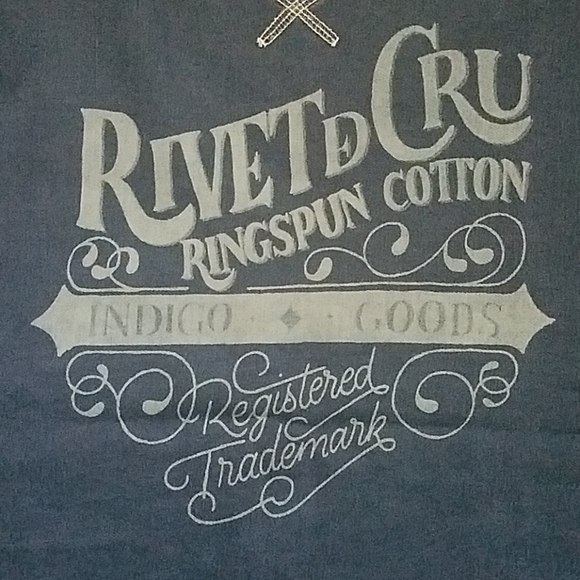 RIVETED CRU
RINGSPUN COTTON
INDIGO GOODS
Registered
Trademark